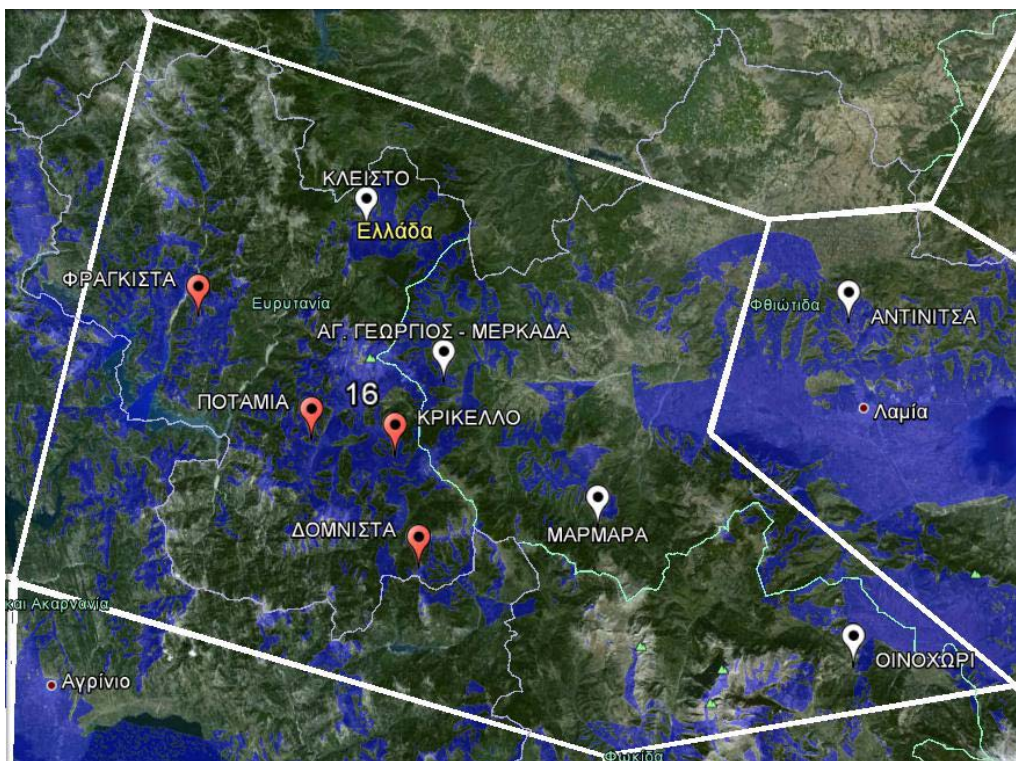 ΚΛΕΙΣΤΟ
Ελλάδα
ΦΡΑΓΚΙΣΤΑ
Ευρυτανία
Φθιώτιδα
ΑΝΤΙΝΙΤΣΑ
ΑΓ. ΓΕΩΡΓΙΟΣ - ΜΕΡΚΑΔΑ
16
ΠΟΤΑΜΙΑ
ΚΡΙΚΕΛΛΟ
Λαμία
ΔΟΜΝΙΣΤΑ
ΜΑΡΜΑΡΑ
και Ακαρνανία
ΟΙΝΟΧΩΡΙ
Αγρίνιο
Φωκίδα